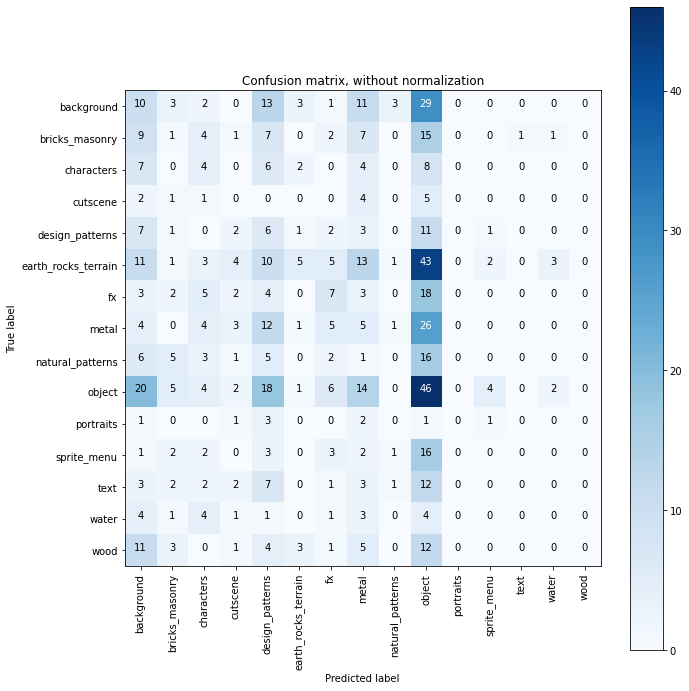 Confusion matrix, without normalization
background 10 3 2 0 13 3 1 11 3 29 0 0 0 0 0
bricks_masonry 9 1 4 1 7 0 2 7 0 15 0 0 1 1 0
characters 7 0 4 0 6 2 0 4 0 8 0 0 0 0 0
cutscene 2 1 1 0 0 0 0 4 0 5 0 0 0 0 0
design_patterns 7 1 0 2 6 1 2 3 0 11 0 1 0 0 0
earth_rocks_terrain 11 1 3 4 10 5 5 13 1 43 0 2 0 3 0
fx 3 2 5 2 4 0 7 3 0 18 0 0 0 0 0
metal 4 0 4 3 12 1 5 5 1 26 0 0 0 0 0
natural_patterns 6 5 3 1 5 0 2 1 0 16 0 0 0 0 0
object 20 5 4 2 18 1 6 14 0 46 0 4 0 2 0
portraits 1 0 0 1 3 0 0 2 0 1 0 1 0 0 0
sprite_menu 1 2 2 0 3 0 3 2 1 16 0 0 0 0 0
text 3 2 2 2 7 0 1 3 1 12 0 0 0 0 0
water 4 1 4 1 1 0 1 3 0 4 0 0 0 0 0
wood 11 3 0 1 4 3 1 5 0 12 0 0 0 0 0
True label
background bricks_masonry characters cutscene design_patterns earth_rocks_terrain fx metal natural_patterns object portraits sprite_menu text water wood
Predicted label
40
30
20
10
0